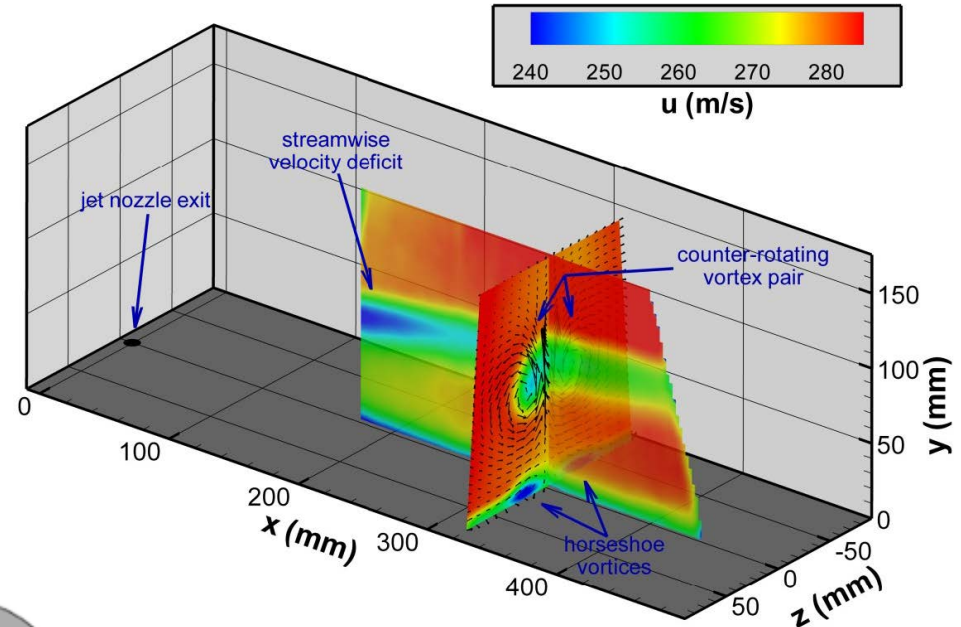 240 250 260 270 280
u (m/s)
streamwise
velocity deficit
jet nozzle exit
counter-rotating
vortex pair
150
100
50
0
y (mm)
0
100
200
300
400
x (mm)
horseshoe
vortices
-50
0
50
z (mm)